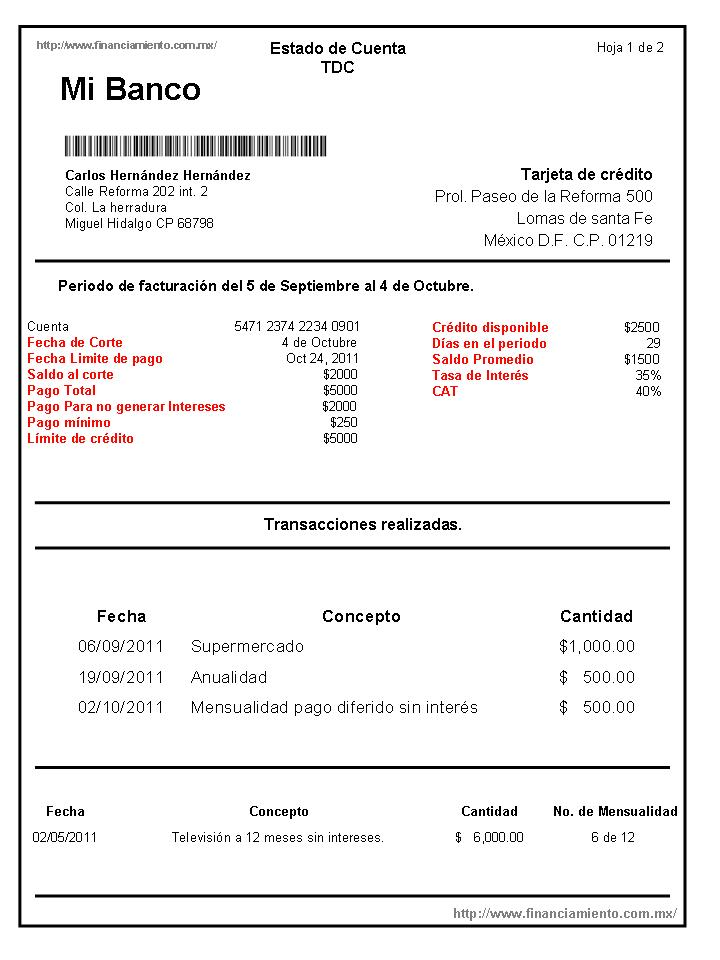 http://www.financiamiento.com.mx/
Estado de Cuenta
TDC
Hoja 1 de 2
Mi Banco
Carlos Hernández Hernández
Calle Reforma 202 int. 2
Col. La herradura
Miguel Hidalgo CP 68798
Tarjeta de crédito
Prol. Paseo de la Reforma 500
Lomas de santa Fe
México D.F. C.P. 01219
Periodo de facturación del 5 de Septiembre al 4 de Octubre.
Cuenta 5471 2374 2234 0901
Fecha de Corte 4 de Octubre
Fecha Limite de pago Oct 24, 2011
Saldo al corte $2000
Pago Total $5000
Pago Para no generar Intereses $2000
Pago mínimo $250
Límite de crédito $5000
Crédito disponible $2500
Días en el periodo 29
Saldo Promedio $1500
Tasa de Interés 35%
CAT 40%
Transacciones realizadas.
Fecha Concepto Cantidad
06/09/2011 Supermercado $1,000.00
19/09/2011 Anualidad $ 500.00
02/10/2011 Mensualidad pago diferido sin interés $ 500.00
Fecha Concepto Cantidad No. de Mensualidad
02/05/2011 Televisión a 12 meses sin intereses. $ 6,000.00 6 de 12
http://www.financiamiento.com.mx/